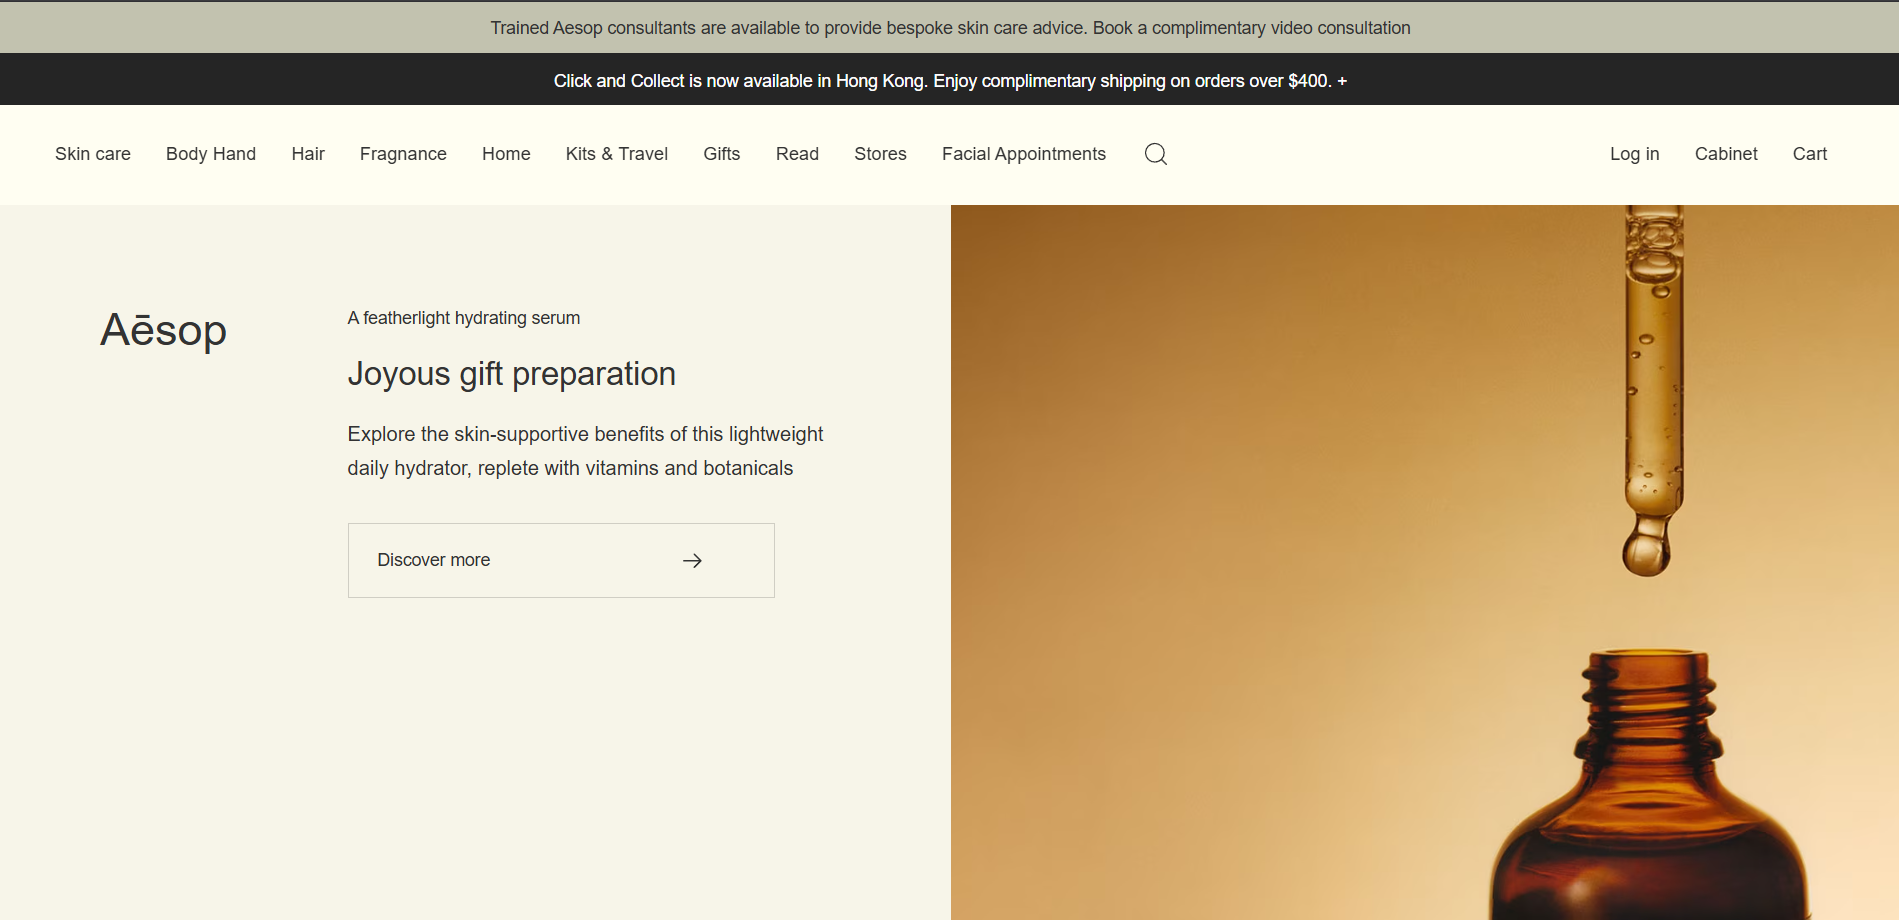 Trained Aesop consultants are available to provide bespoke skin care advice. Book a complimentary video consultation
Click and Collect is now available in Hong Kong. Enjoy complimentary shipping on orders over $400. +
Skin care Body Hand Hair Fragnance Home Kits & Travel Gifts Read Stores Facial Appointments Log in Cabinet Cart
Aēsop
A featherlight hydrating serum
Joyous gift preparation
Explore the skin-supportive benefits of this lightweight
daily hydrator, replete with vitamins and botanicals
Discover more →